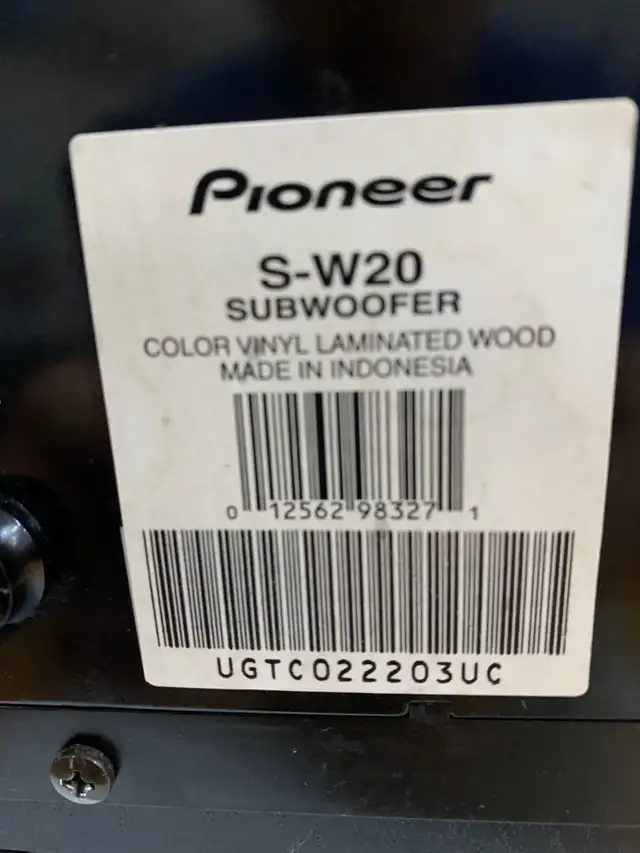 Pioneer
S-W20
SUBWOOFER
COLOR VINYL LAMINATED WOOD
MADE IN INDONESIA
0 12562 98327 1
UGTC022203UC